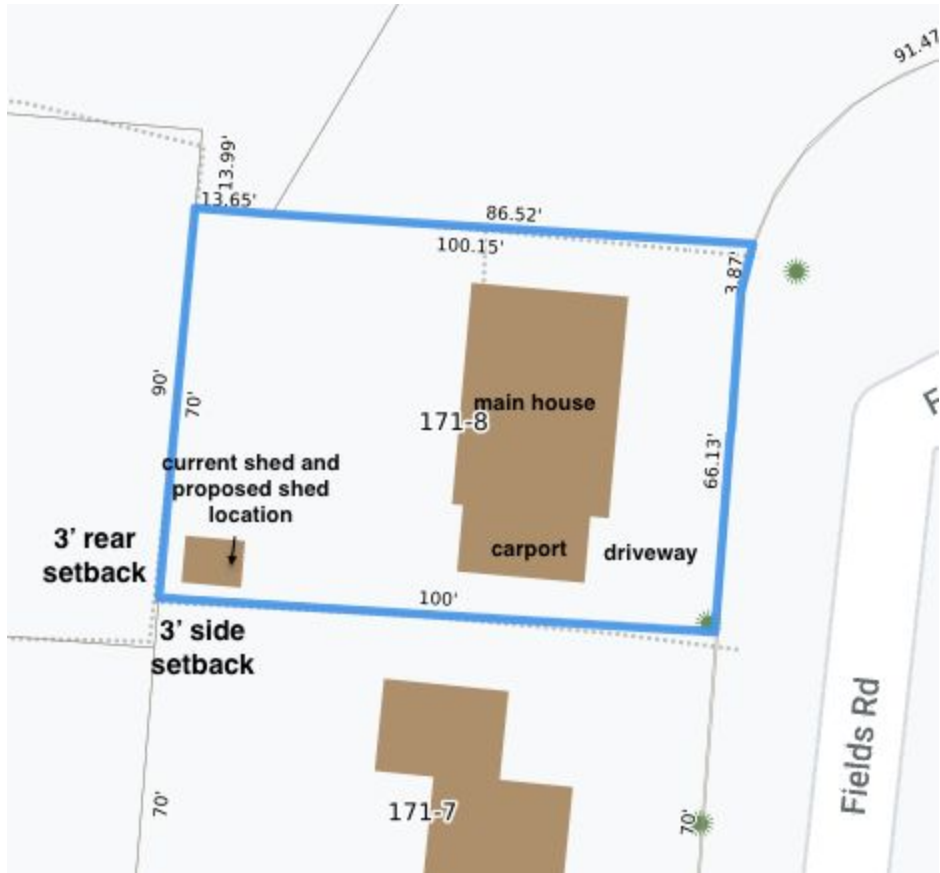 91.47
13.99'
13.65'
86.52'
100.15'
3.87'
F
90'
70'
main house
171-8
66.13'
current shed and
proposed shed
location
3' rear
setback
carport
driveway
100'
3' side
setback
Fields Rd
70'
171-7
70'